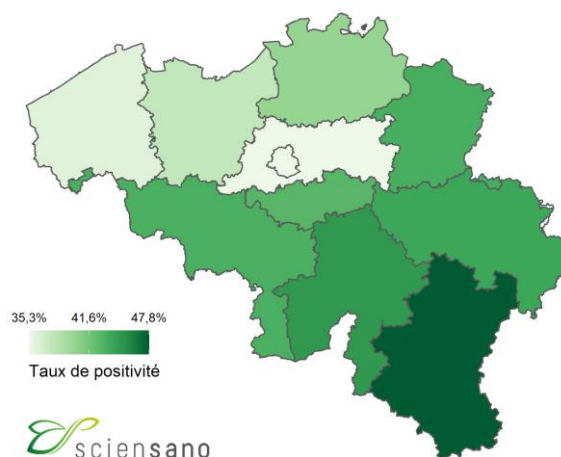 35,3% 41,6% 47,8%
Taux de positivité
sciensano